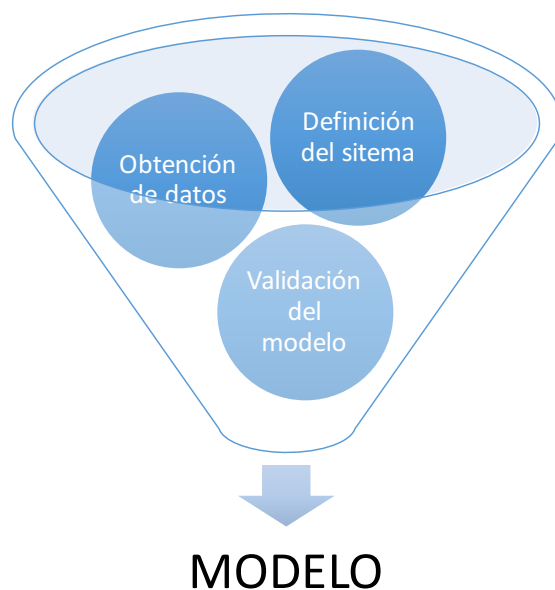 Definición
del sitema
Obtención
de datos
Validación
del
modelo
MODELO